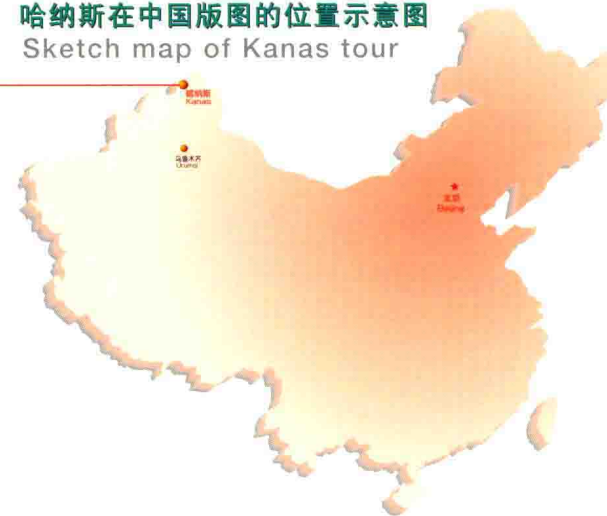 哈纳斯在中国版图的位置示意图
Sketch map of Kanas tour
哈纳斯
Kanas
乌鲁木齐
Urumqi
北京
Beijing